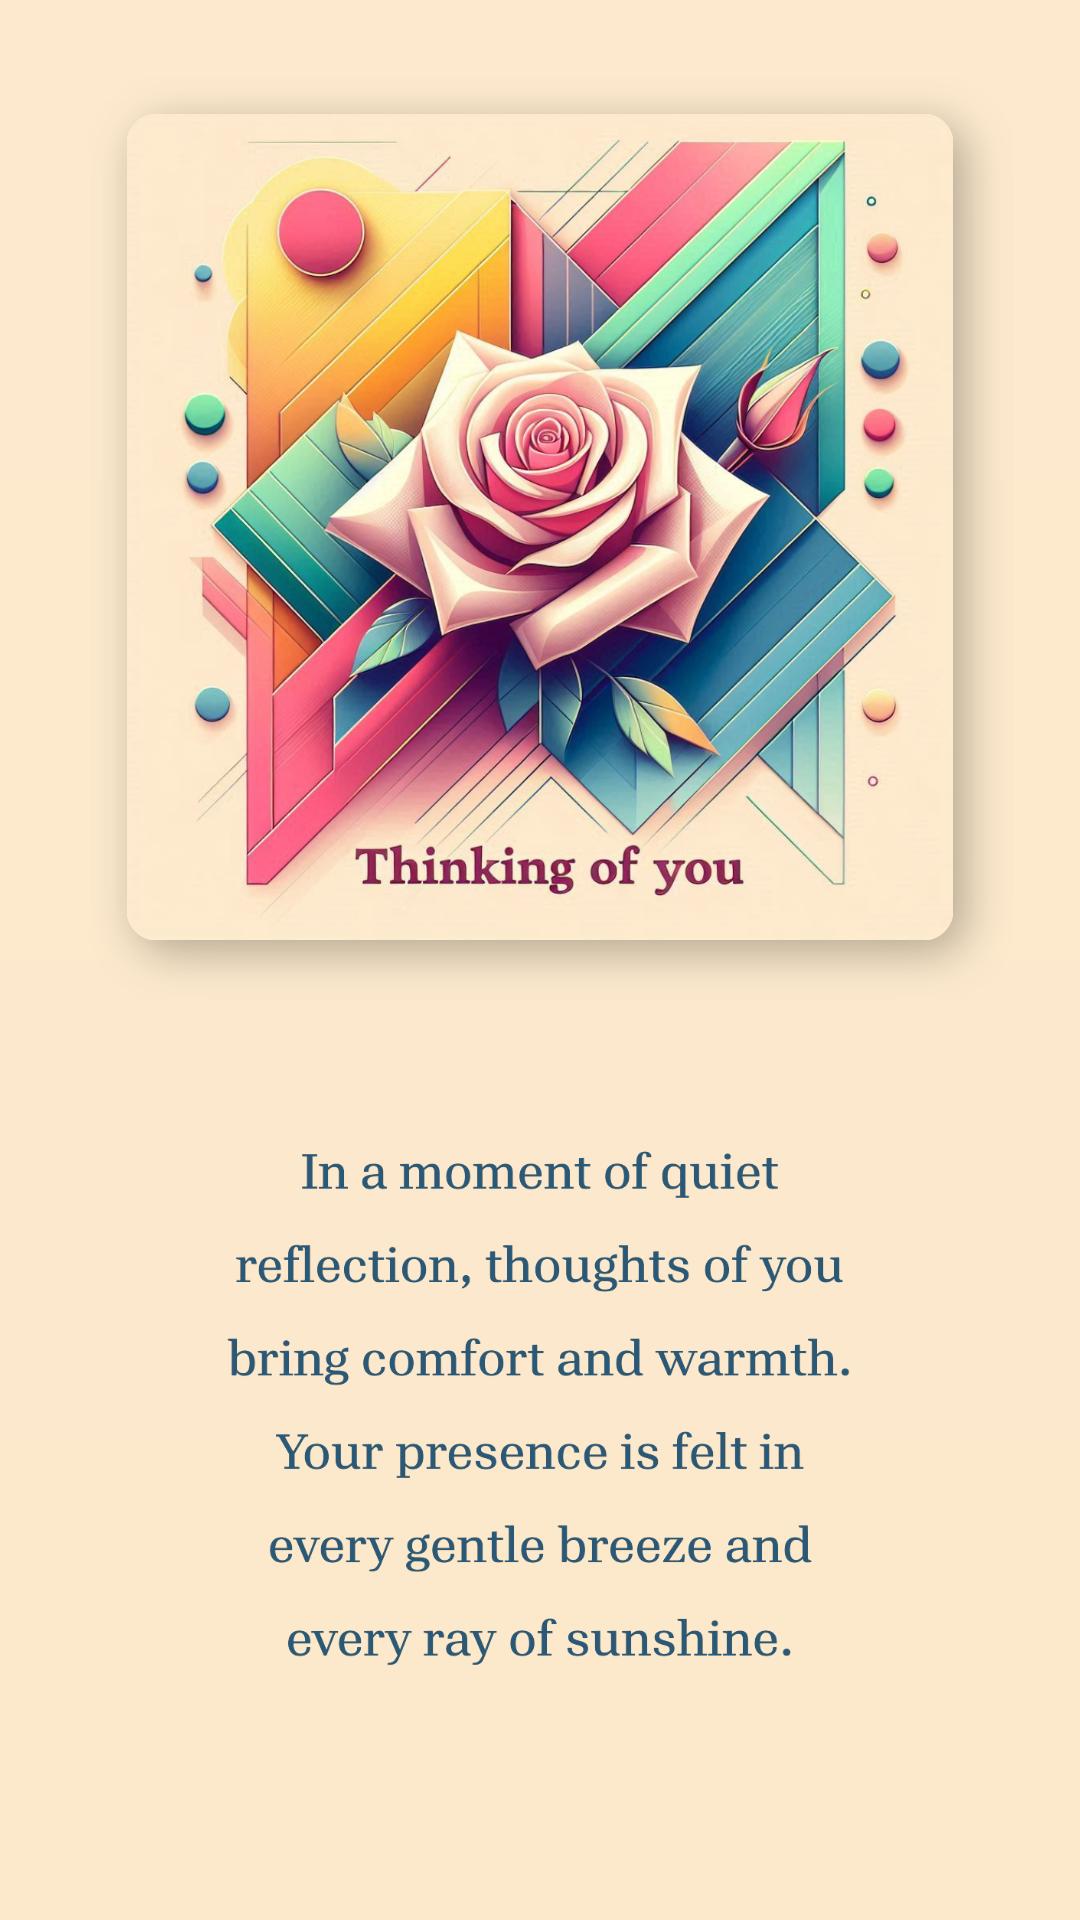 Thinking of you
In a moment of quiet
reflection, thoughts of you
bring comfort and warmth.
Your presence is felt in
every gentle breeze and
every ray of sunshine.